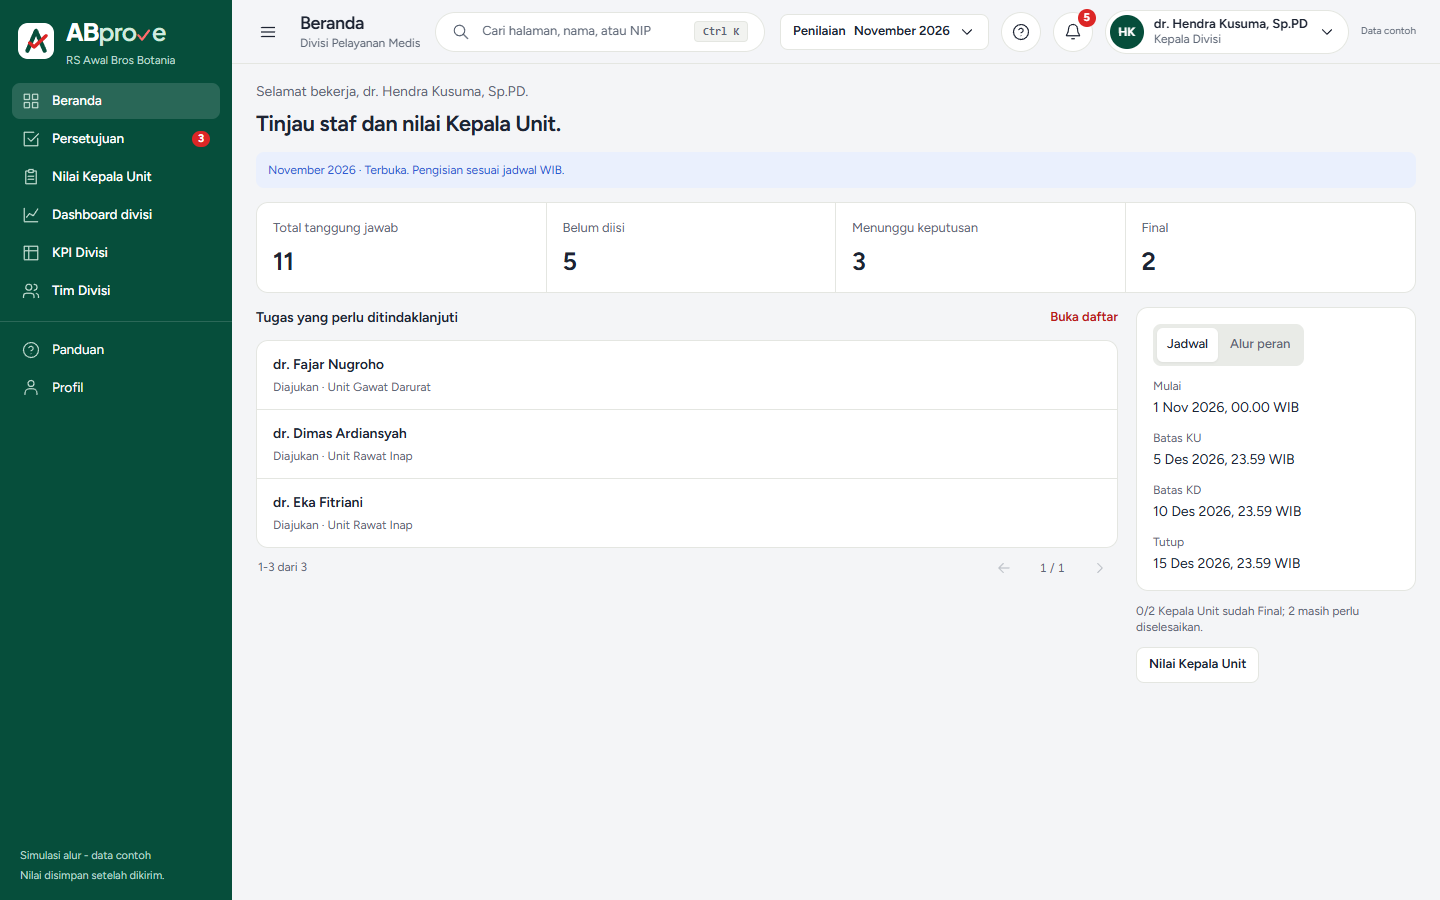 ABprove
RS Awal Bros Botania
Beranda
Persetujuan 3
Nilai Kepala Unit
Dashboard divisi
KPI Divisi
Tim Divisi
Panduan
Profil
Simulasi alur - data contoh
Nilai disimpan setelah dikirim.
Beranda
Divisi Pelayanan Medis
Cari halaman, nama, atau NIP Ctrl K
Penilaian November 2026
5
HK
dr. Hendra Kusuma, Sp.PD
Kepala Divisi
Data contoh
Selamat bekerja, dr. Hendra Kusuma, Sp.PD.
Tinjau staf dan nilai Kepala Unit.
November 2026 · Terbuka. Pengisian sesuai jadwal WIB.
Total tanggung jawab
11
Belum diisi
5
Menunggu keputusan
3
Final
2
Tugas yang perlu ditindaklanjuti
Buka daftar
dr. Fajar Nugroho
Diajukan · Unit Gawat Darurat
dr. Dimas Ardiansyah
Diajukan · Unit Rawat Inap
dr. Eka Fitriani
Diajukan · Unit Rawat Inap
1-3 dari 3
1 / 1
Jadwal
Alur peran
Mulai
1 Nov 2026, 00.00 WIB
Batas KU
5 Des 2026, 23.59 WIB
Batas KD
10 Des 2026, 23.59 WIB
Tutup
15 Des 2026, 23.59 WIB
0/2 Kepala Unit sudah Final; 2 masih perlu
diselesaikan.
Nilai Kepala Unit